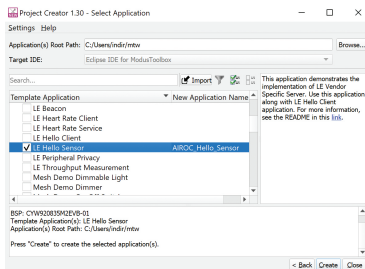 Project Creator 1.30 - Select Application
Settings Help
Application(s) Root Path: C:/Users/indir/mtw Browse...
Target IDE: Eclipse IDE for ModusToolbox
Search... Import
Template Application New Application Name
LE Beacon
LE Heart Rate Client
LE Heart Rate Service
LE Hello Client
LE Hello Sensor AIROC_Hello_Sensor
LE Peripheral Privacy
LE Throughput Measurement
Mesh Demo Dimmable Light
Mesh Demo Dimmer
This application demonstrates the
implementation of LE Vendor
Specific Server. Use this application
along with LE Hello Client
application. For more information,
see the README in this link.
BSP: CYW920835M2EVB-01
Template Application(s): LE Hello Sensor
Application(s) Root Path: C:/Users/indir/mtw
Press "Create" to create the selected application(s).
< Back Create Close